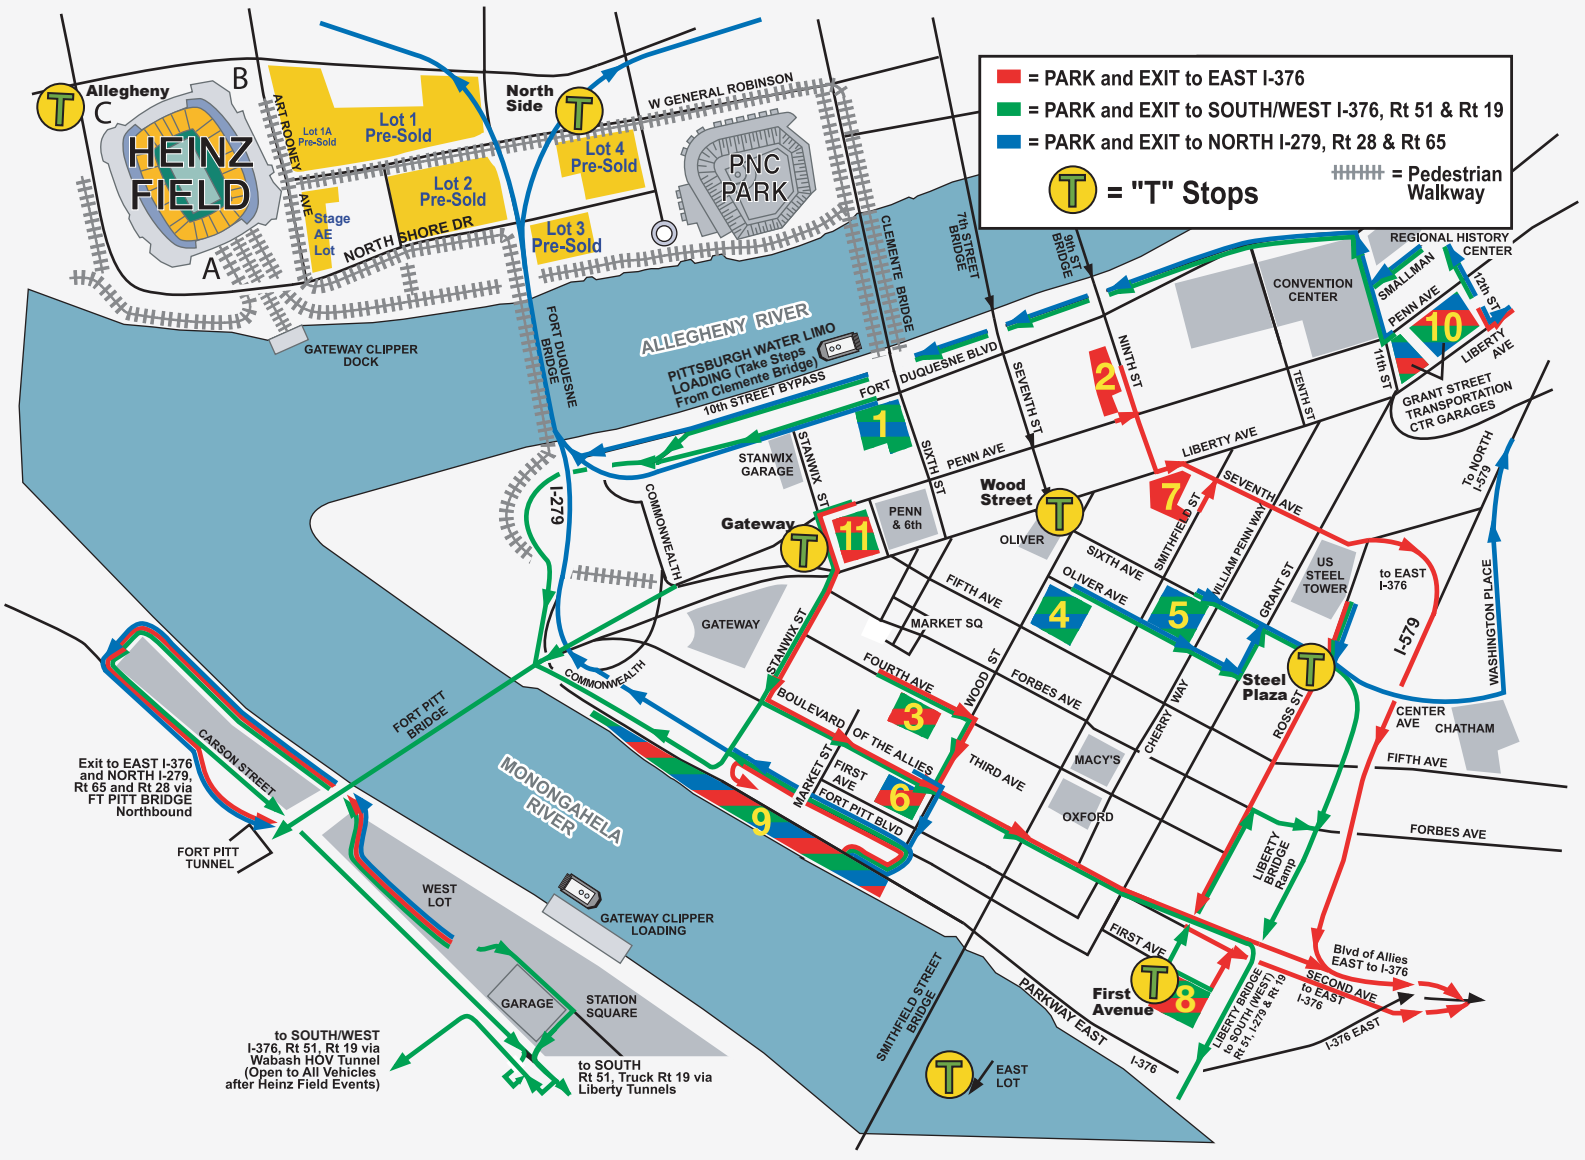 = PARK and EXIT to EAST I-376
= PARK and EXIT to SOUTH/WEST I-376, Rt 51 & Rt 19
= PARK and EXIT to NORTH I-279, Rt 28 & Rt 65
T
= "T" Stops
= Pedestrian
Walkway
T
Allegheny
A
B
C
HEINZ
FIELD
ART ROONEY
AVE
Lot 1A
Pre-Sold
Lot 1
Pre-Sold
Lot 2
Pre-Sold
Stage
AE
Lot
NORTH SHORE DR
North
Side
T
Lot 4
Pre-Sold
Lot 3
Pre-Sold
W GENERAL ROBINSON
PNC
PARK
GATEWAY CLIPPER
DOCK
FORT DUQUESNE
BRIDGE
ALLEGHENY RIVER
PITTSBURGH WATER LIMO
LOADING (Take Steps
From Clemente Bridge)
CLEMENTE BRIDGE
7th STREET
BRIDGE
9th ST
BRIDGE
10th STREET BYPASS
FORT DUQUESNE BLVD
CONVENTION
CENTER
REGIONAL HISTORY
CENTER
SMALLMAN
PENN AVE
12th ST
LIBERTY
AVE
10
11th ST
GRANT STREET
TRANSPORTATION
CTR GARAGES
TENTH ST
NINTH ST
2
SEVENTH ST
SIXTH ST
1
PENN AVE
LIBERTY AVE
STANWIX
GARAGE
STANWIX ST
COMMONWEALTH
I-279
Gateway
T
11
PENN
& 6th
Wood
Street
T
OLIVER
7
SMITHFIELD ST
SEVENTH AVE
WILLIAM PENN WAY
SIXTH AVE
OLIVER AVE
GRANT ST
US
STEEL
TOWER
to EAST
I-376
To NORTH
I-579
I-579
WASHINGTON PLACE
4
5
FIFTH AVE
MARKET SQ
GATEWAY
STANWIX ST
FOURTH AVE
WOOD ST
FORBES AVE
Steel
Plaza
T
ROSS ST
CHERRY WAY
CENTER
AVE
CHATHAM
FIFTH AVE
FORBES AVE
COMMONWEALTH
FORT PITT
BRIDGE
BOULEVARD OF THE ALLIES
3
THIRD AVE
MACY'S
OXFORD
MARKET ST
FIRST
AVE
6
FORT PITT BLVD
9
LIBERTY
BRIDGE
Ramp
MONONGAHELA
RIVER
CARSON STREET
Exit to EAST I-376
and NORTH I-279,
Rt 65 and Rt 28 via
FT PITT BRIDGE
Northbound
FORT PITT
TUNNEL
WEST
LOT
GATEWAY CLIPPER
LOADING
GARAGE
STATION
SQUARE
to SOUTH/WEST
I-376, Rt 51, Rt 19 via
Wabash HOV Tunnel
(Open to All Vehicles
after Heinz Field Events)
to SOUTH
Rt 51, Truck Rt 19 via
Liberty Tunnels
SMITHFIELD STREET
BRIDGE
T
EAST
LOT
PARKWAY EAST
I-376
FIRST AVE
First
Avenue
T
8
LIBERTY BRIDGE
to SOUTH (WEST)
Rt 51, I-279 & Rt 19
Blvd of Allies
EAST to I-376
SECOND AVE
to EAST
I-376
I-376 EAST